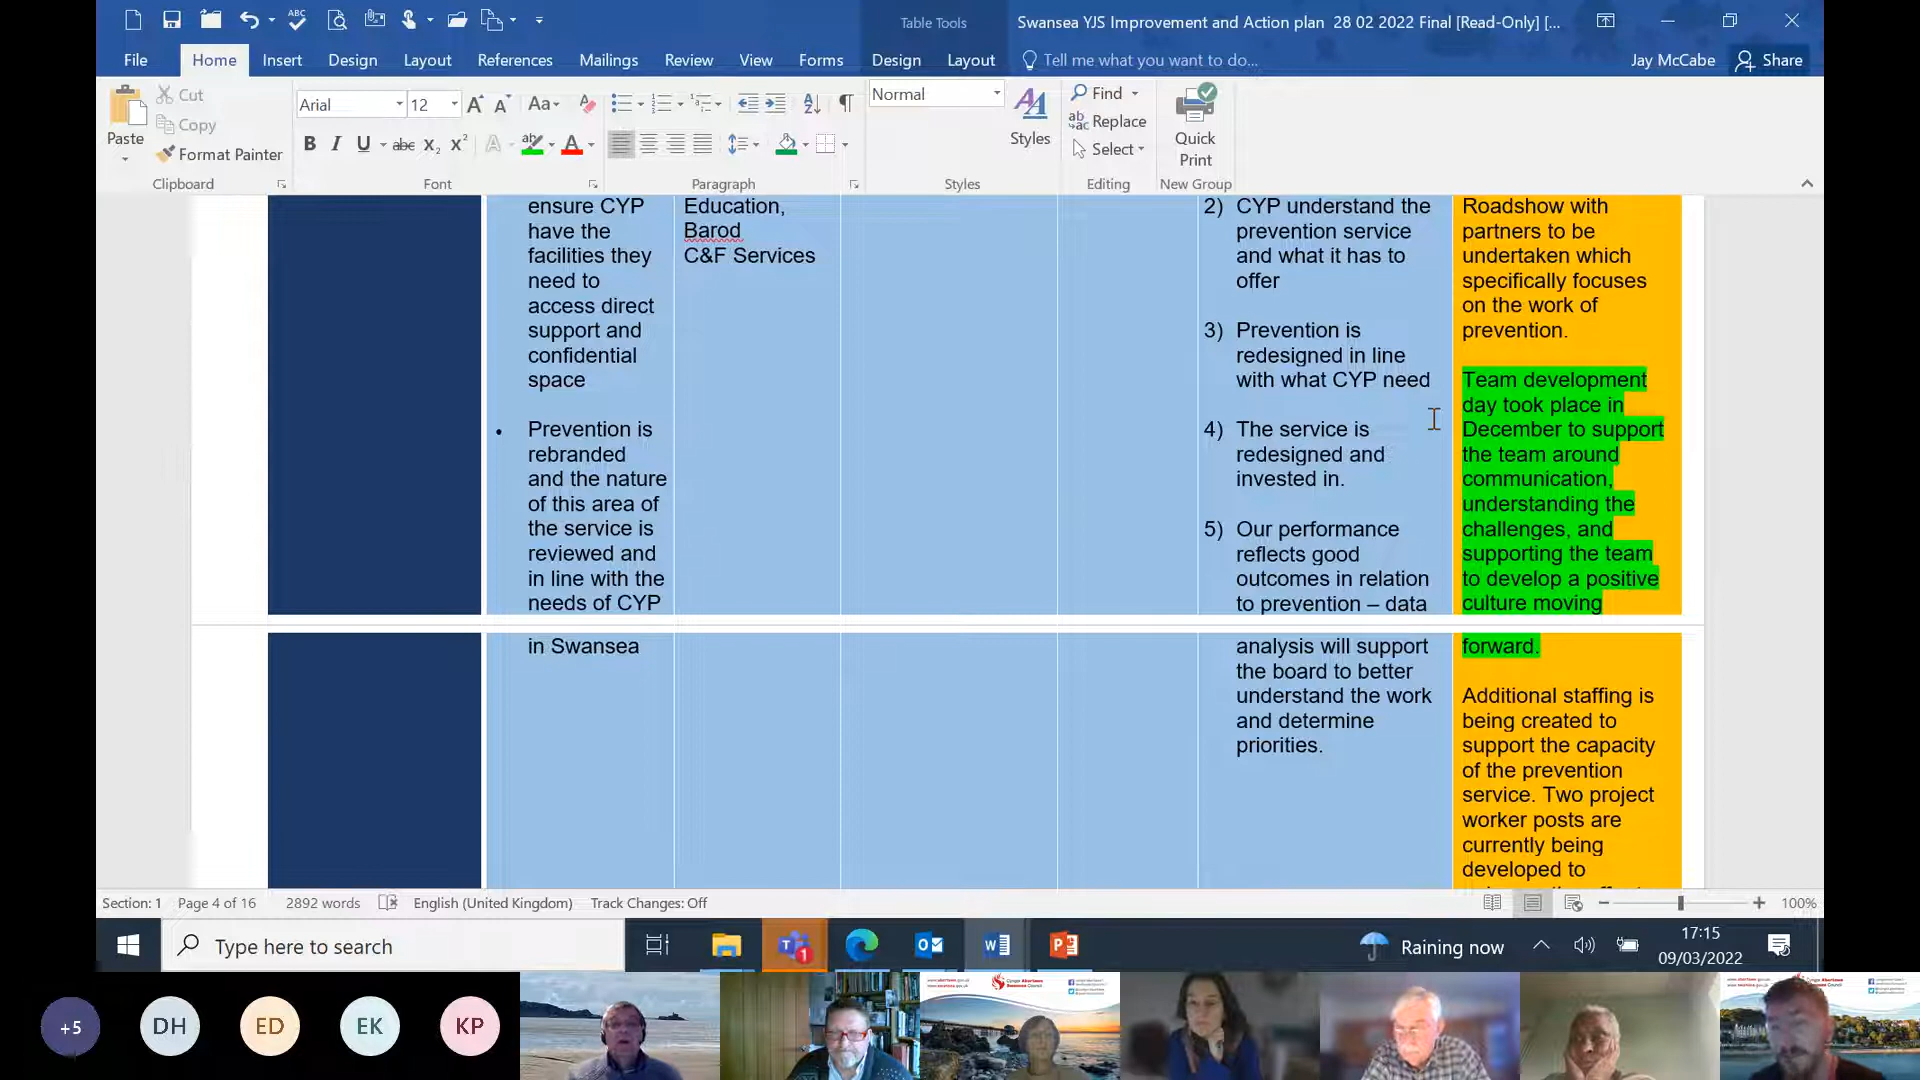 Table Tools
Swansea YJS Improvement and Action plan 28 02 2022 Final [Read-Only] [...
File
Home
Insert
Design
Layout
References
Mailings
Review
View
Forms
Design
Layout
Tell me what you want to do...
Jay McCabe
Share
Paste
Cut
Copy
Format Painter
Clipboard
Arial
12
Font
Paragraph
Normal
Styles
Styles
Find
Replace
Select
Editing
Quick
Print
New Group
ensure CYP
have the
facilities they
need to
access direct
support and
confidential
space
• Prevention is
rebranded
and the nature
of this area of
the service is
reviewed and
in line with the
needs of CYP
in Swansea
Education,
Barod
C&F Services
2) CYP understand the
prevention service
and what it has to
offer
3) Prevention is
redesigned in line
with what CYP need
4) The service is
redesigned and
invested in.
5) Our performance
reflects good
outcomes in relation
to prevention – data
analysis will support
the board to better
understand the work
and determine
priorities.
Roadshow with
partners to be
undertaken which
specifically focuses
on the work of
prevention.
Team development
day took place in
December to support
the team around
communication,
understanding the
challenges, and
supporting the team
to develop a positive
culture moving
forward.
Additional staffing is
being created to
support the capacity
of the prevention
service. Two project
worker posts are
currently being
developed to
Section: 1
Page 4 of 16
2892 words
English (United Kingdom)
Track Changes: Off
100%
Type here to search
Raining now
17:15
09/03/2022
+5
DH
ED
EK
KP